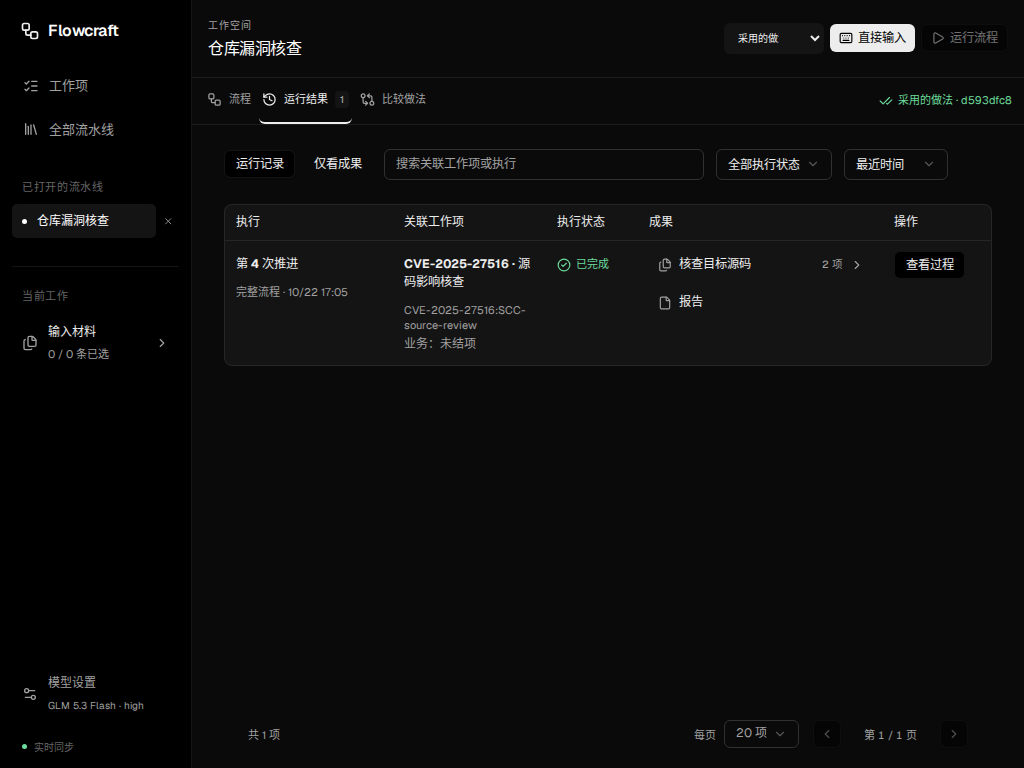 Flowcraft
工作项
全部流水线
已打开的流水线
仓库漏洞核查
当前工作
输入材料
0 / 0 条已选
模型设置
GLM 5.3 Flash · high
实时同步
工作空间
仓库漏洞核查
采用的做
直接输入
运行流程
流程
运行结果 1
比较做法
采用的做法 · d593dfc8
运行记录
仅看成果
搜索关联工作项或执行
全部执行状态
最近时间
执行
关联工作项
执行状态
成果
操作
第 4 次推进
完整流程 · 10/22 17:05
CVE-2025-27516 · 源
码影响核查
CVE-2025-27516:SCC-
source-review
业务：未结项
已完成
核查目标源码
2 项
报告
查看过程
共 1 项
每页
20 项
第 1 / 1 页